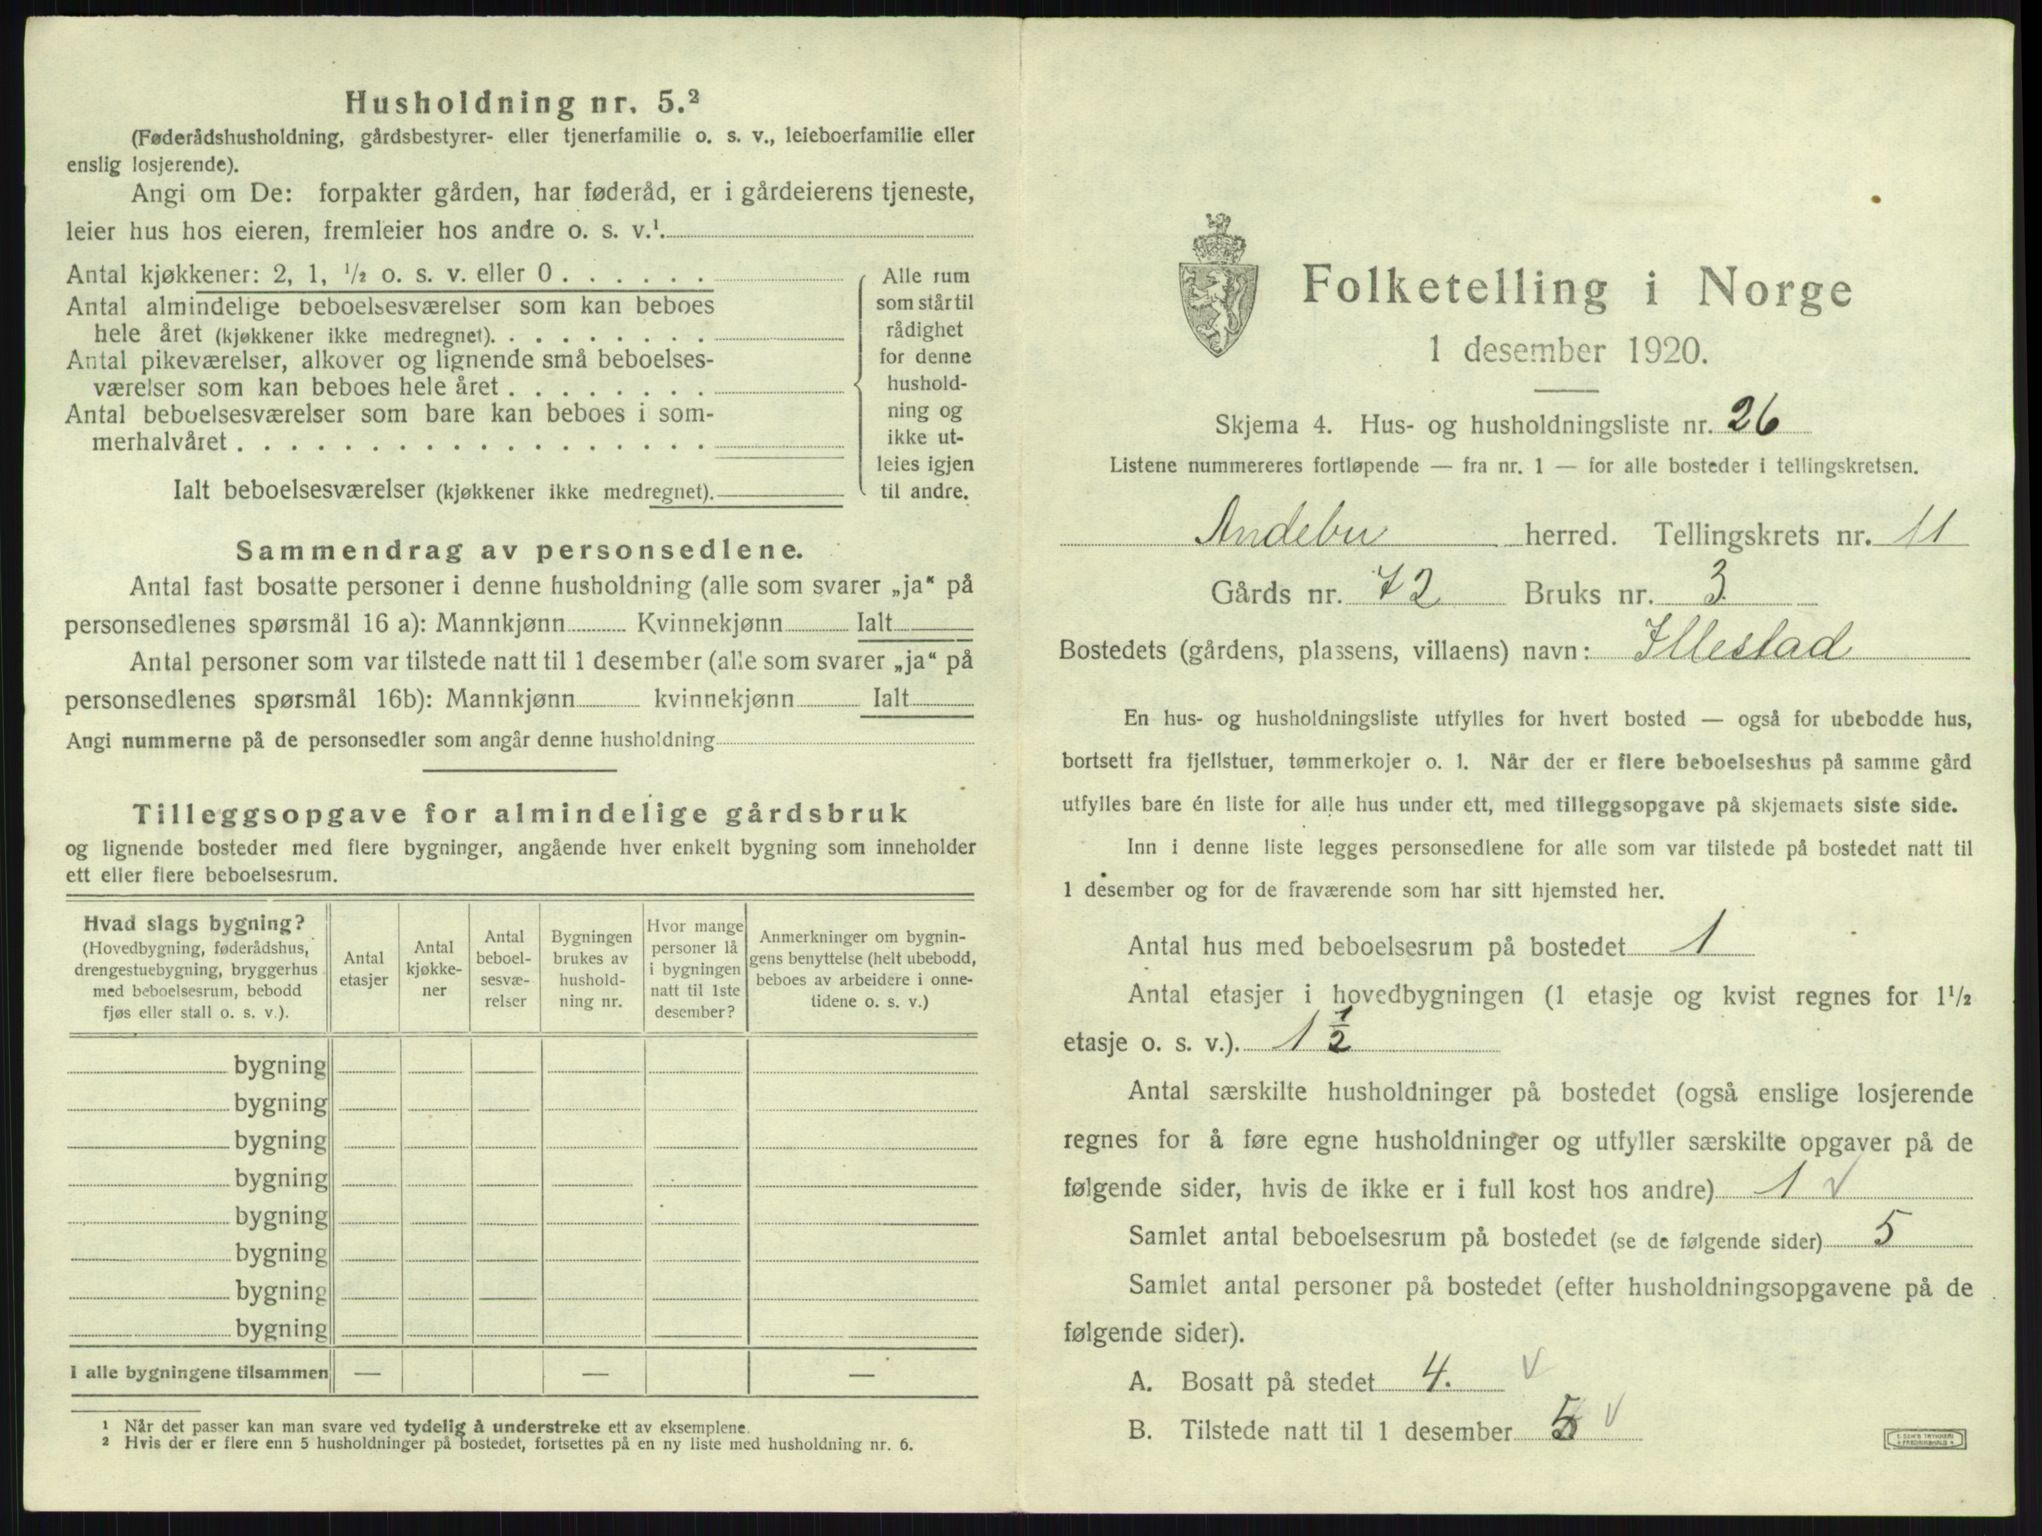 Husholdning nr. 5.²
(Føderådshusholdning, gårdsbestyrer- eller tjenerfamilie o. s. v., leieboerfamilie eller
enslig losjerende).
Angi om De: forpakter gården, har føderåd, er i gårdeierens tjeneste,
leier hus hos eieren, fremleier hos andre o. s. v.¹.
Antal kjøkkener: 2, 1, ½ o. s. v. eller 0 . . . . . .
Antal almindelige beboelsesværelser som kan beboes
hele året (kjøkkener ikke medregnet). . . . . . . . .
Antal pikeværelser, alkover og lignende små beboelses-
værelser som kan beboes hele året . . . . . . . .
Antal beboelsesværelser som bare kan beboes i som-
merhalvåret . . . . . . . . . . . . . . . . . .
Ialt beboelsesværelser (kjøkkener ikke medregnet).
Alle rum
som står til
rådighet
for denne
hushold-
ning og
ikke ut-
leies igjen
til andre.
Sammendrag av personsedlene.
Antal fast bosatte personer i denne husholdning (alle som svarer „ja“ på
personsedlenes spørsmål 16 a): Mannkjønn Kvinnekjønn Ialt
Antal personer som var tilstede natt til 1 desember (alle som svarer „ja“ på
personsedlenes spørsmål 16b): Mannkjønn kvinnekjønn Ialt
Angi nummerne på de personsedler som angår denne husholdning
Tilleggsopgave for almindelige gårdsbruk
og lignende bosteder med flere bygninger, angående hver enkelt bygning som inneholder
ett eller flere beboelsesrum.
Hvad slags bygning?
(Hovedbygning, føderådshus,
drengestuebygning, bryggerhus
med beboelsesrum, bebodd
fjøs eller stall o. s. v.).
Antal
etasjer
Antal
kjøkke-
ner
Antal
beboel-
sesvæ-
relser
Bygningen
brukes av
hushold-
ning nr.
Hvor mange
personer lå
i bygningen
natt til 1ste
desember?
Anmerkninger om bygnin-
gens benyttelse (helt ubebodd,
beboes av arbeidere i onne-
tidene o. s. v.)
bygning
bygning
bygning
bygning
bygning
bygning
bygning
bygning
I alle bygningene tilsammen — — —
¹ Når det passer kan man svare ved tydelig å understreke ett av eksemplene.
² Hvis der er flere enn 5 husholdninger på bostedet, fortsettes på en ny liste med husholdning nr. 6.
Folketelling i Norge
1 desember 1920.
Skjema 4. Hus- og husholdningsliste nr. 26
Listene nummereres fortløpende — fra nr. 1 — for alle bosteder i tellingskretsen.
Andebu herred. Tellingskrets nr. 11
Gårds nr. 72 Bruks nr. 3
Bostedets (gårdens, plassens, villaens) navn: Illestad
En hus- og husholdningsliste utfylles for hvert bosted — også for ubebodde hus,
bortsett fra fjellstuer, tømmerkojer o. l. Når der er flere beboelseshus på samme gård
utfylles bare én liste for alle hus under ett, med tilleggsopgave på skjemaets siste side.
Inn i denne liste legges personsedlene for alle som var tilstede på bostedet natt til
1 desember og for de fraværende som har sitt hjemsted her.
Antal hus med beboelsesrum på bostedet 1
Antal etasjer i hovedbygningen (1 etasje og kvist regnes for 1½
etasje o. s. v.). 1 ½
Antal særskilte husholdninger på bostedet (også enslige losjerende
regnes for å føre egne husholdninger og utfyller særskilte opgaver på de
følgende sider, hvis de ikke er i full kost hos andre) 1 √
Samlet antal beboelsesrum på bostedet (se de følgende sider) 5
Samlet antal personer på bostedet (efter husholdningsopgavene på de
følgende sider).
A. Bosatt på stedet 4. √
B. Tilstede natt til 1 desember 5 √